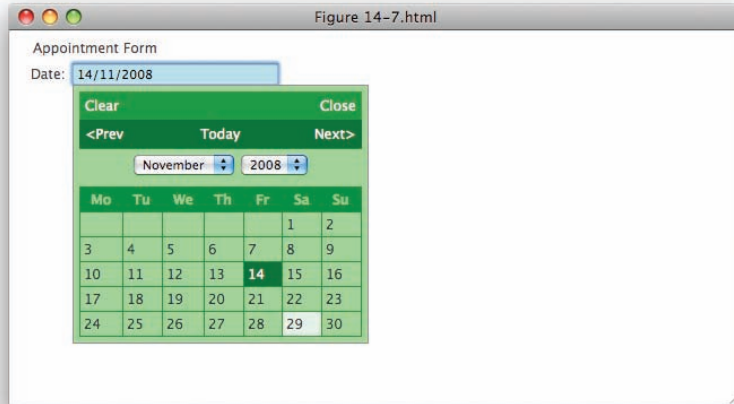 Figure 14-7.html
Appointment Form
Date: 14/11/2008
Clear Close
<Prev Today Next>
November 2008
Mo Tu We Th Fr Sa Su
1 2
3 4 5 6 7 8 9
10 11 12 13 14 15 16
17 18 19 20 21 22 23
24 25 26 27 28 29 30